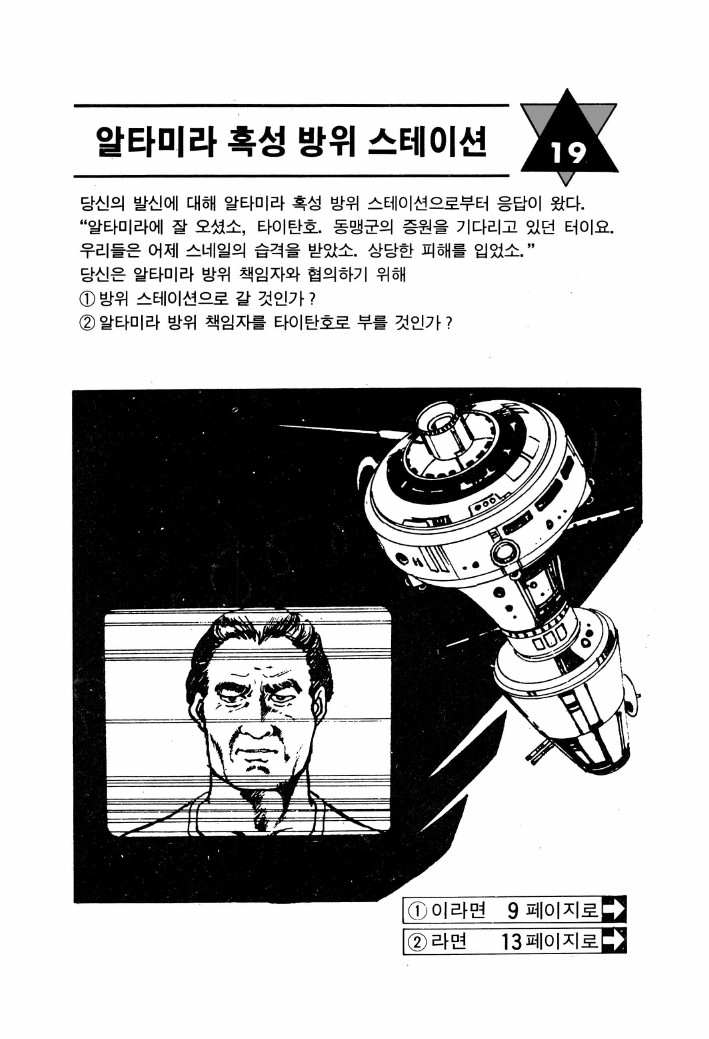 알타미라 혹성 방위 스테이션
19
당신의 발신에 대해 알타미라 혹성 방위 스테이션으로부터 응답이 왔다.
“알타미라에 잘 오셨소, 타이탄호. 동맹군의 증원을 기다리고 있던 터이요.
우리들은 어제 스네일의 습격을 받았소. 상당한 피해를 입었소.”
당신은 알타미라 방위 책임자와 협의하기 위해
① 방위 스테이션으로 갈 것인가?
② 알타미라 방위 책임자를 타이탄호로 부를 것인가?
① 이라면 9 페이지로
② 라면 13 페이지로